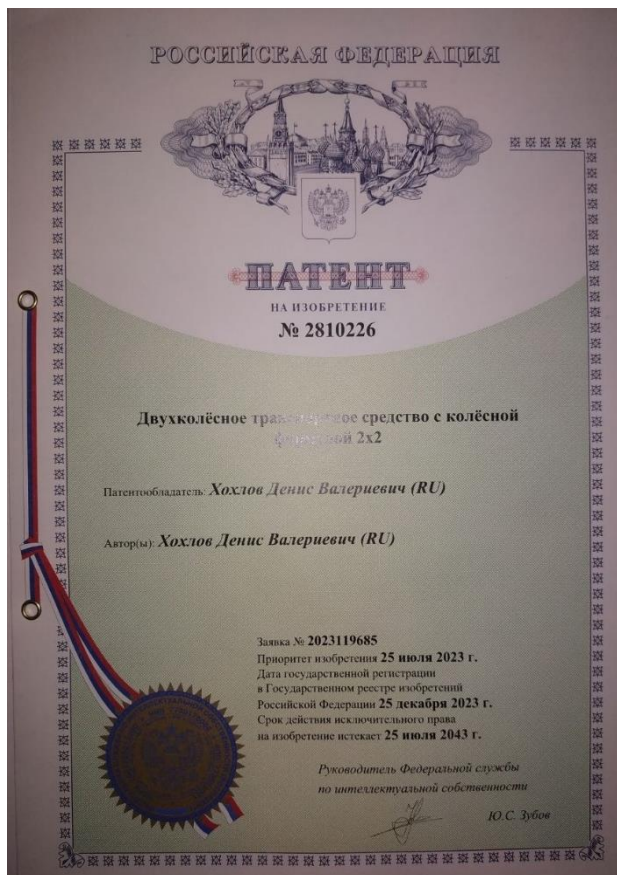 РОССИЙСКАЯ ФЕДЕРАЦИЯ
ПАТЕНТ
НА ИЗОБРЕТЕНИЕ
№ 2810226
Двухколёсное транспортное средство с колёсной
формулой 2x2
Патентообладатель: Хохлов Денис Валериевич (RU)
Автор(ы): Хохлов Денис Валериевич (RU)
Заявка № 2023119685
Приоритет изобретения 25 июля 2023 г.
Дата государственной регистрации
в Государственном реестре изобретений
Российской Федерации 25 декабря 2023 г.
Срок действия исключительного права
на изобретение истекает 25 июля 2043 г.
Руководитель Федеральной службы
по интеллектуальной собственности
Ю.С. Зубов